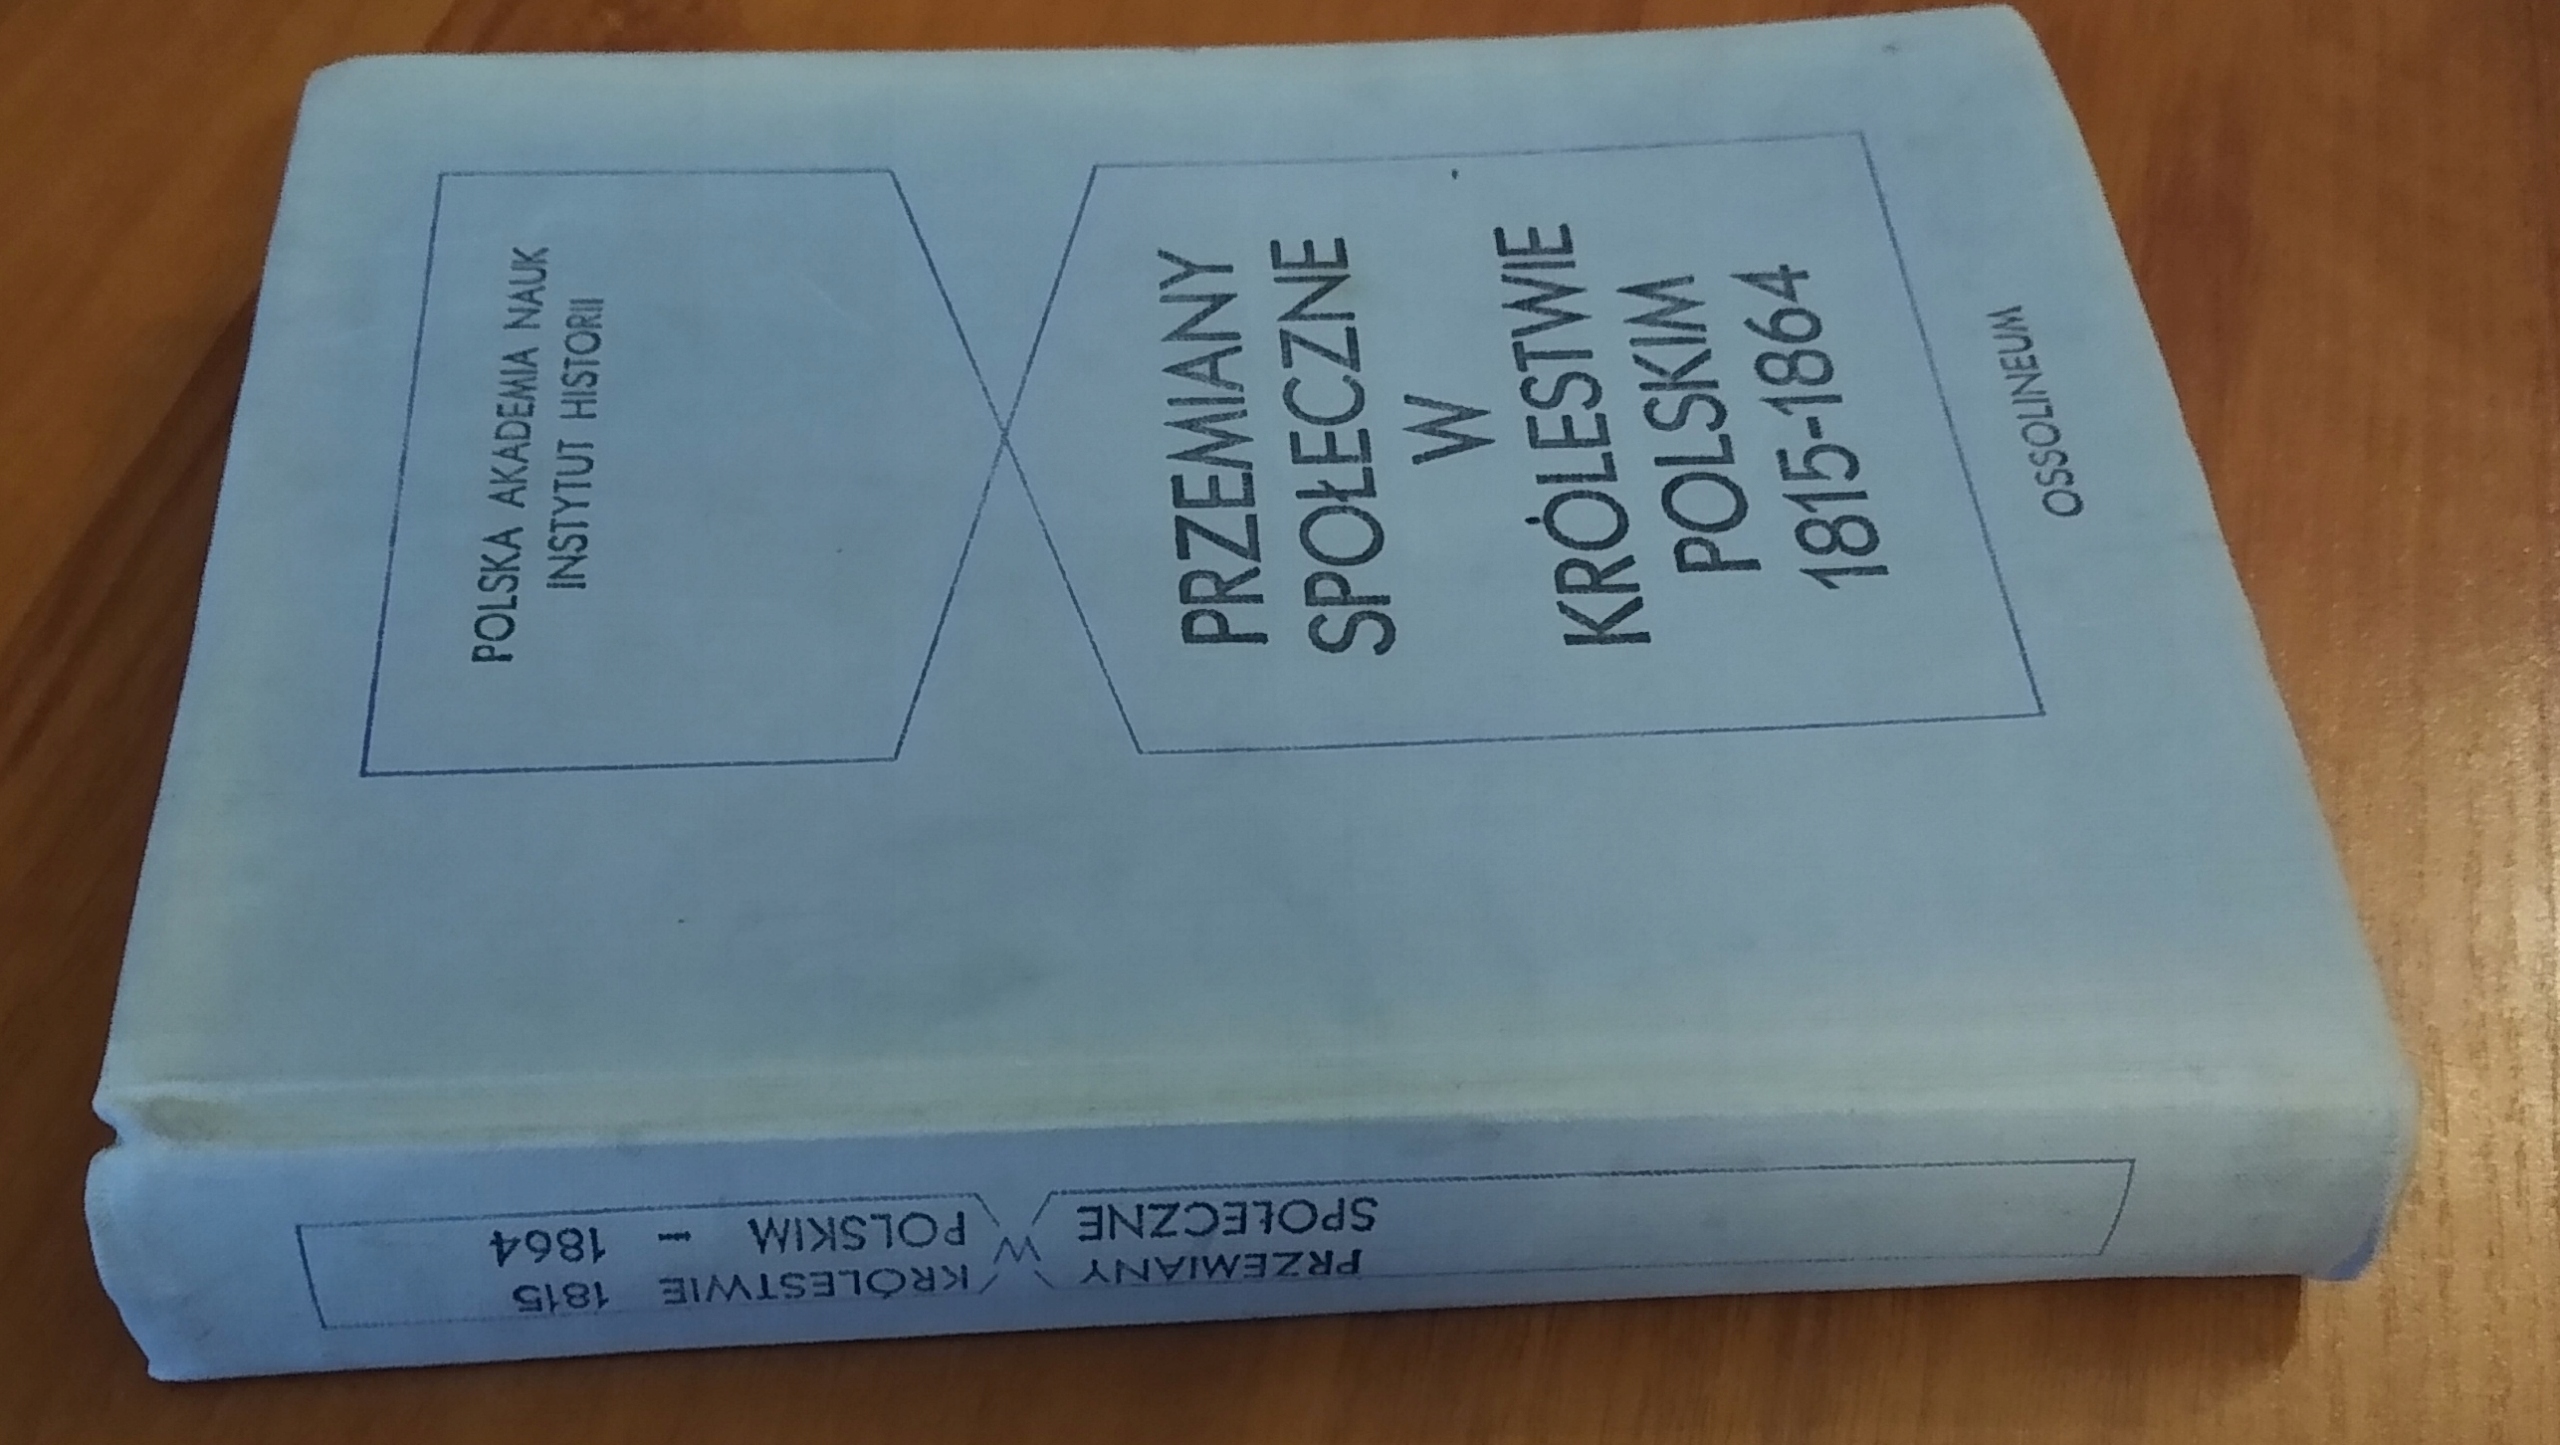 POLSKA AKADEMIA NAUK
INSTYTUT HISTORII
PRZEMIANY
SPOŁECZNE
W
KRÓLESTWIE
POLSKIM
1815-1864
OSSOLINEUM
PRZEMIANY
SPOŁECZNE
W
KRÓLESTWIE 1815
POLSKIM – 1864